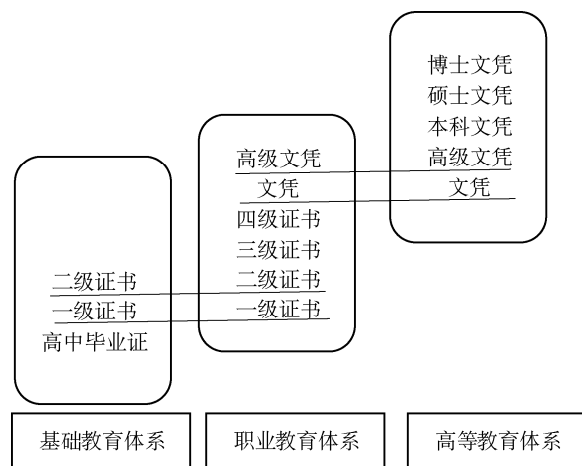 博士文凭
硕士文凭
本科文凭
高级文凭
文凭
高级文凭
文凭
四级证书
三级证书
二级证书
一级证书
二级证书
一级证书
高中毕业证
基础教育体系
职业教育体系
高等教育体系